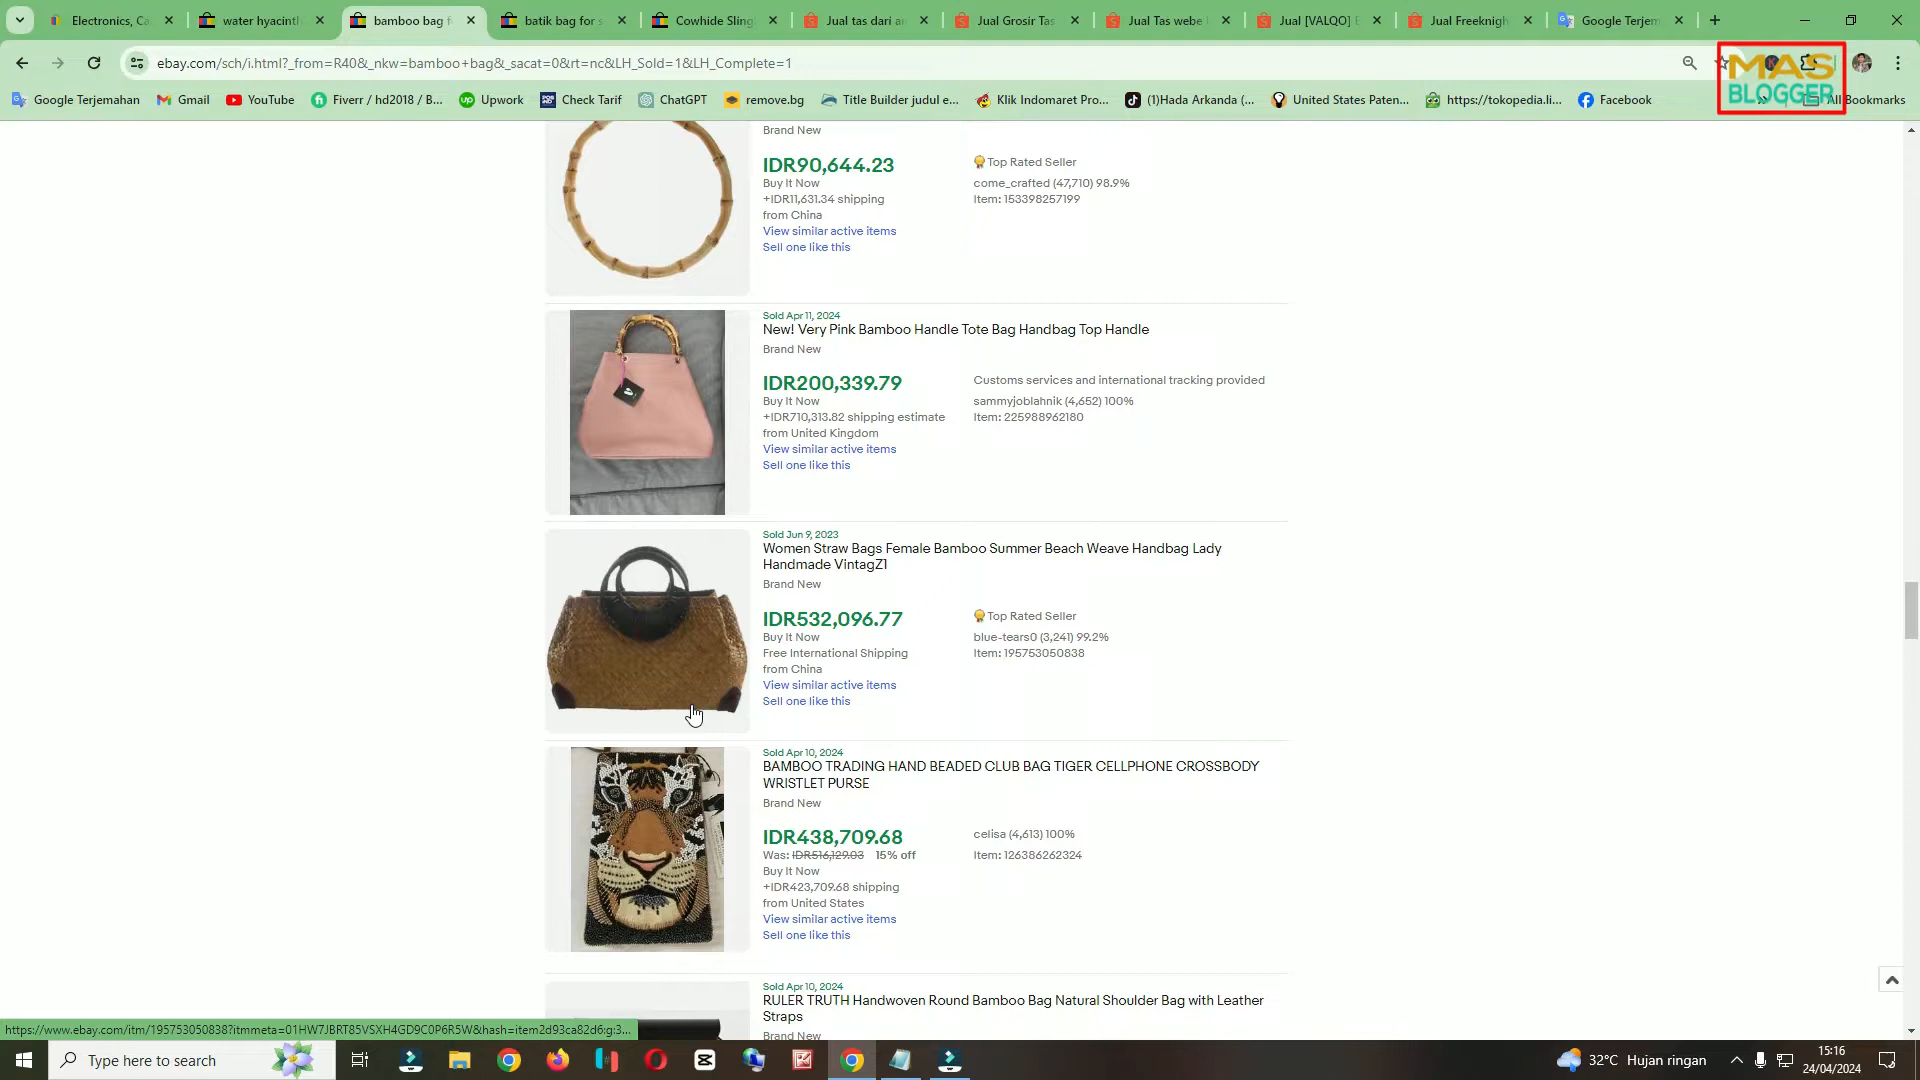 Electronics, Ca
water hyacinth
bamboo bag f
batik bag for s
Cowhide Sling
Jual tas dari a
Jual Grosir Tas
Jual Tas webe
Jual [VALQO] E
Jual Freeknigh
Google Terjem
ebay.com/sch/i.html?_from=R40&_nkw=bamboo+bag&_sacat=0&rt=nc&LH_Sold=1&LH_Complete=1
MAS
BLOGGER
Google Terjemahan
Gmail
YouTube
Fiverr / hd2018 / B...
Upwork
Check Tarif
ChatGPT
remove.bg
Title Builder judul e...
Klik Indomaret Pro...
(1)Hada Arkanda (...
United States Paten...
https://tokopedia.li...
Facebook
All Bookmarks
Brand New
IDR90,644.23
Buy It Now
+IDR11,631.34 shipping
from China
View similar active items
Sell one like this
Top Rated Seller
come_crafted (47,710) 98.9%
Item: 153398257199
Sold Apr 11, 2024
New! Very Pink Bamboo Handle Tote Bag Handbag Top Handle
Brand New
IDR200,339.79
Buy It Now
+IDR710,313.82 shipping estimate
from United Kingdom
View similar active items
Sell one like this
Customs services and international tracking provided
sammyjoblahnik (4,652) 100%
Item: 225988962180
Sold Jun 9, 2023
Women Straw Bags Female Bamboo Summer Beach Weave Handbag Lady
Handmade VintagZ1
Brand New
IDR532,096.77
Buy It Now
Free International Shipping
from China
View similar active items
Sell one like this
Top Rated Seller
blue-tears0 (3,241) 99.2%
Item: 195753050838
Sold Apr 10, 2024
BAMBOO TRADING HAND BEADED CLUB BAG TIGER CELLPHONE CROSSBODY
WRISTLET PURSE
Brand New
IDR438,709.68
Was: IDR516,129.03 15% off
Buy It Now
+IDR423,709.68 shipping
from United States
View similar active items
Sell one like this
celisa (4,613) 100%
Item: 126386262324
Sold Apr 10, 2024
RULER TRUTH Handwoven Round Bamboo Bag Natural Shoulder Bag with Leather
Straps
Brand New
https://www.ebay.com/itm/195753050838?itmmeta=01HW7JBRT85VSXH4GD9C0P6R5W&hash=item2d93ca82d6:g:3...
Type here to search
32°C Hujan ringan
15:16
24/04/2024